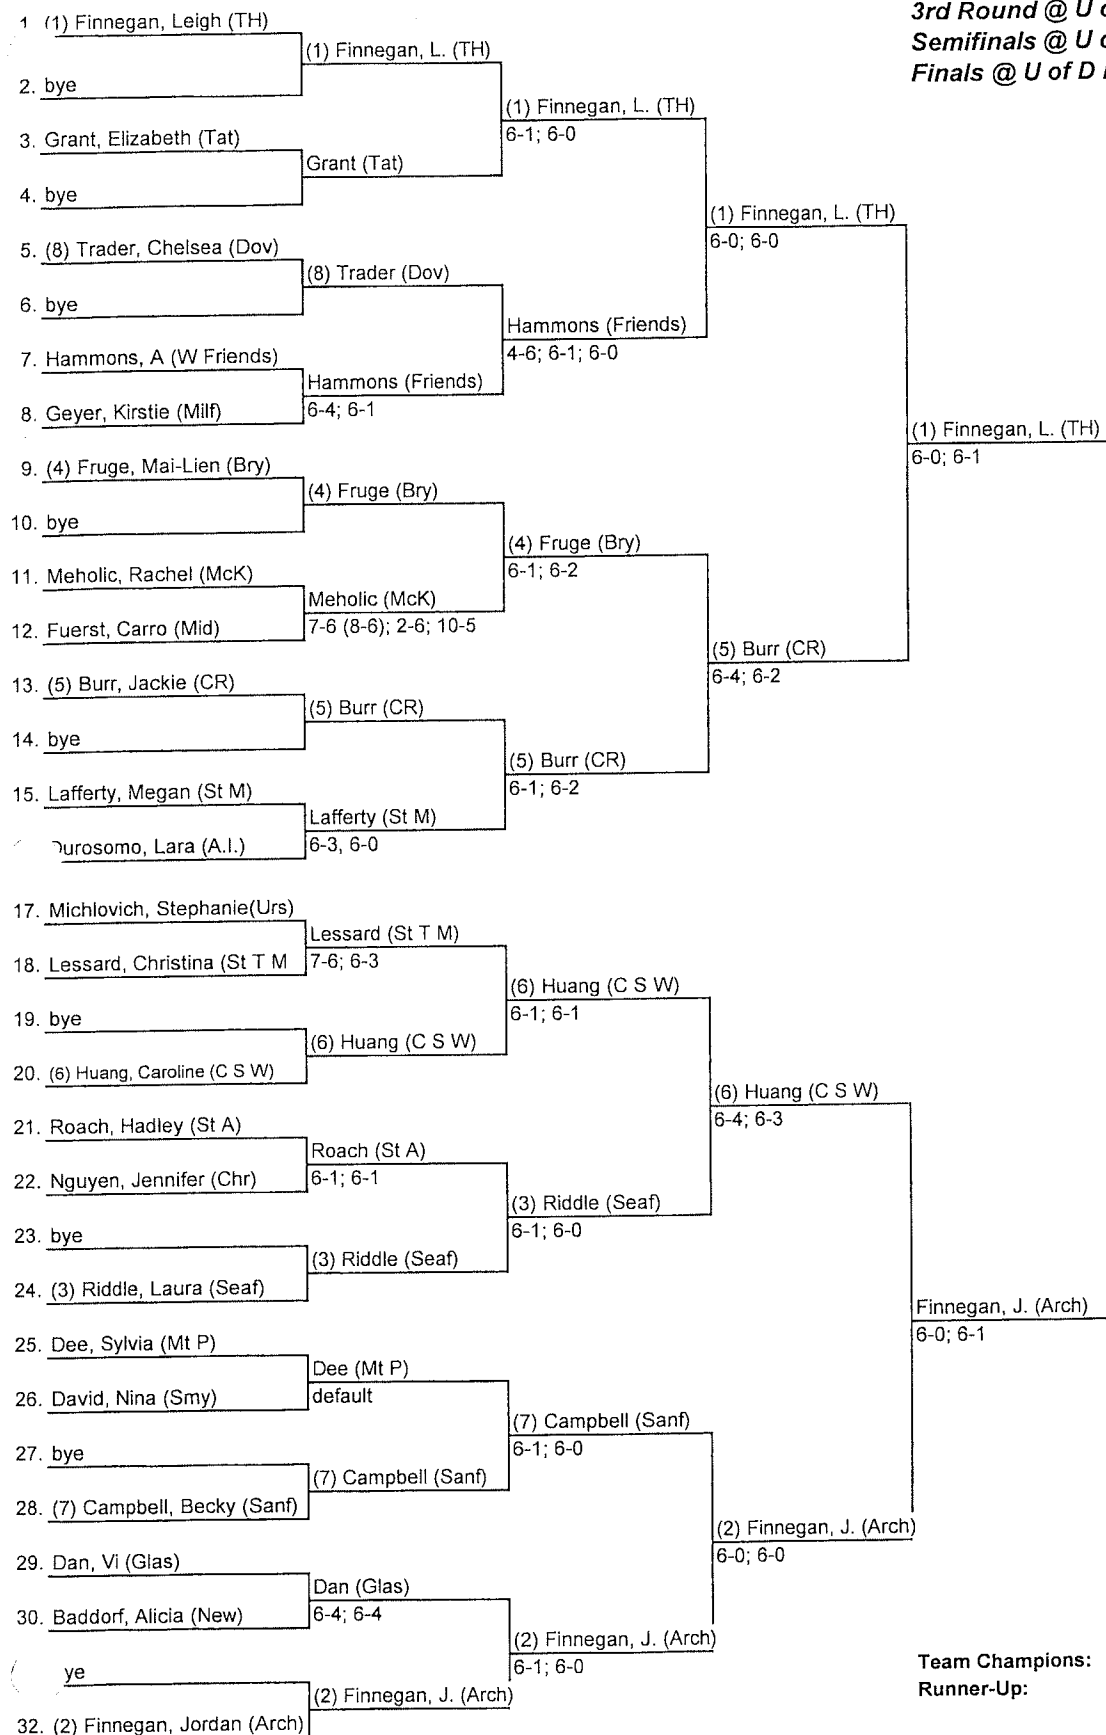 3rd Round @ U
Semifinals @ U
Finals @ U of D
1 (1) Finnegan, Leigh (TH)
(1) Finnegan, L. (TH)
2. bye
(1) Finnegan, L. (TH)
6-1; 6-0
3. Grant, Elizabeth (Tat)
Grant (Tat)
4. bye
(1) Finnegan, L. (TH)
6-0; 6-0
5. (8) Trader, Chelsea (Dov)
(8) Trader (Dov)
6. bye
Hammons (Friends)
4-6; 6-1; 6-0
7. Hammons, A (W Friends)
Hammons (Friends)
6-4; 6-1
8. Geyer, Kirstie (Milf)
(1) Finnegan, L. (TH)
6-0; 6-1
9. (4) Fruge, Mai-Lien (Bry)
(4) Fruge (Bry)
10. bye
(4) Fruge (Bry)
6-1; 6-2
11. Meholic, Rachel (McK)
Meholic (McK)
7-6 (8-6); 2-6; 10-5
12. Fuerst, Carro (Mid)
(5) Burr (CR)
6-4; 6-2
13. (5) Burr, Jackie (CR)
(5) Burr (CR)
14. bye
(5) Burr (CR)
6-1; 6-2
15. Lafferty, Megan (St M)
Lafferty (St M)
6-3, 6-0
urosomo, Lara (A.I.)
17. Michlovich, Stephanie(Urs)
Lessard (St T M)
7-6; 6-3
18. Lessard, Christina (St T M
(6) Huang (C S W)
6-1; 6-1
19. bye
(6) Huang (C S W)
20. (6) Huang, Caroline (C S W)
(6) Huang (C S W)
6-4; 6-3
21. Roach, Hadley (St A)
Roach (St A)
6-1; 6-1
22. Nguyen, Jennifer (Chr)
(3) Riddle (Seaf)
6-1; 6-0
23. bye
(3) Riddle (Seaf)
24. (3) Riddle, Laura (Seaf)
Finnegan, J. (Arch)
6-0; 6-1
25. Dee, Sylvia (Mt P)
Dee (Mt P)
default
26. David, Nina (Smy)
(7) Campbell (Sanf)
6-1; 6-0
27. bye
(7) Campbell (Sanf)
28. (7) Campbell, Becky (Sanf)
(2) Finnegan, J. (Arch)
6-0; 6-0
29. Dan, Vi (Glas)
Dan (Glas)
6-4; 6-4
30. Baddorf, Alicia (New)
(2) Finnegan, J. (Arch)
6-1; 6-0
ye
(2) Finnegan, J. (Arch)
32. (2) Finnegan, Jordan (Arch)
Team Champions:
Runner-Up: